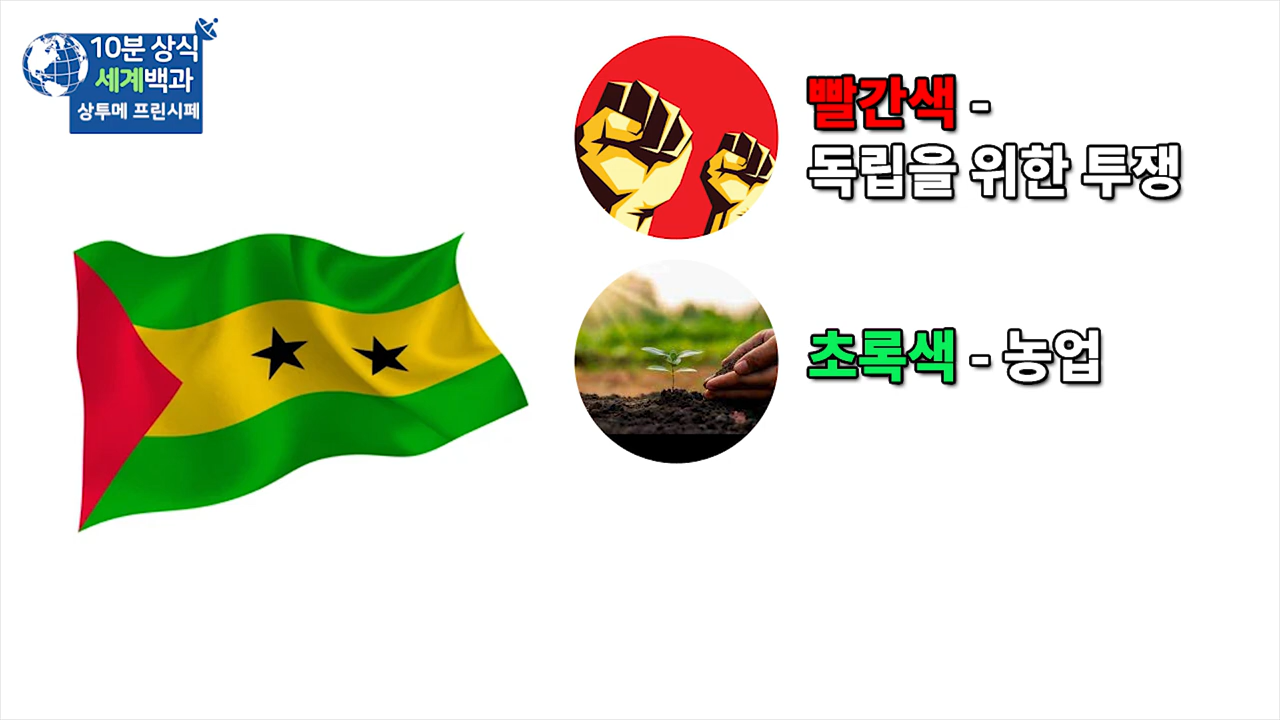 10분 상식
세계백과
상투메 프린시페
빨간색 -
독립을 위한 투쟁
초록색 - 농업